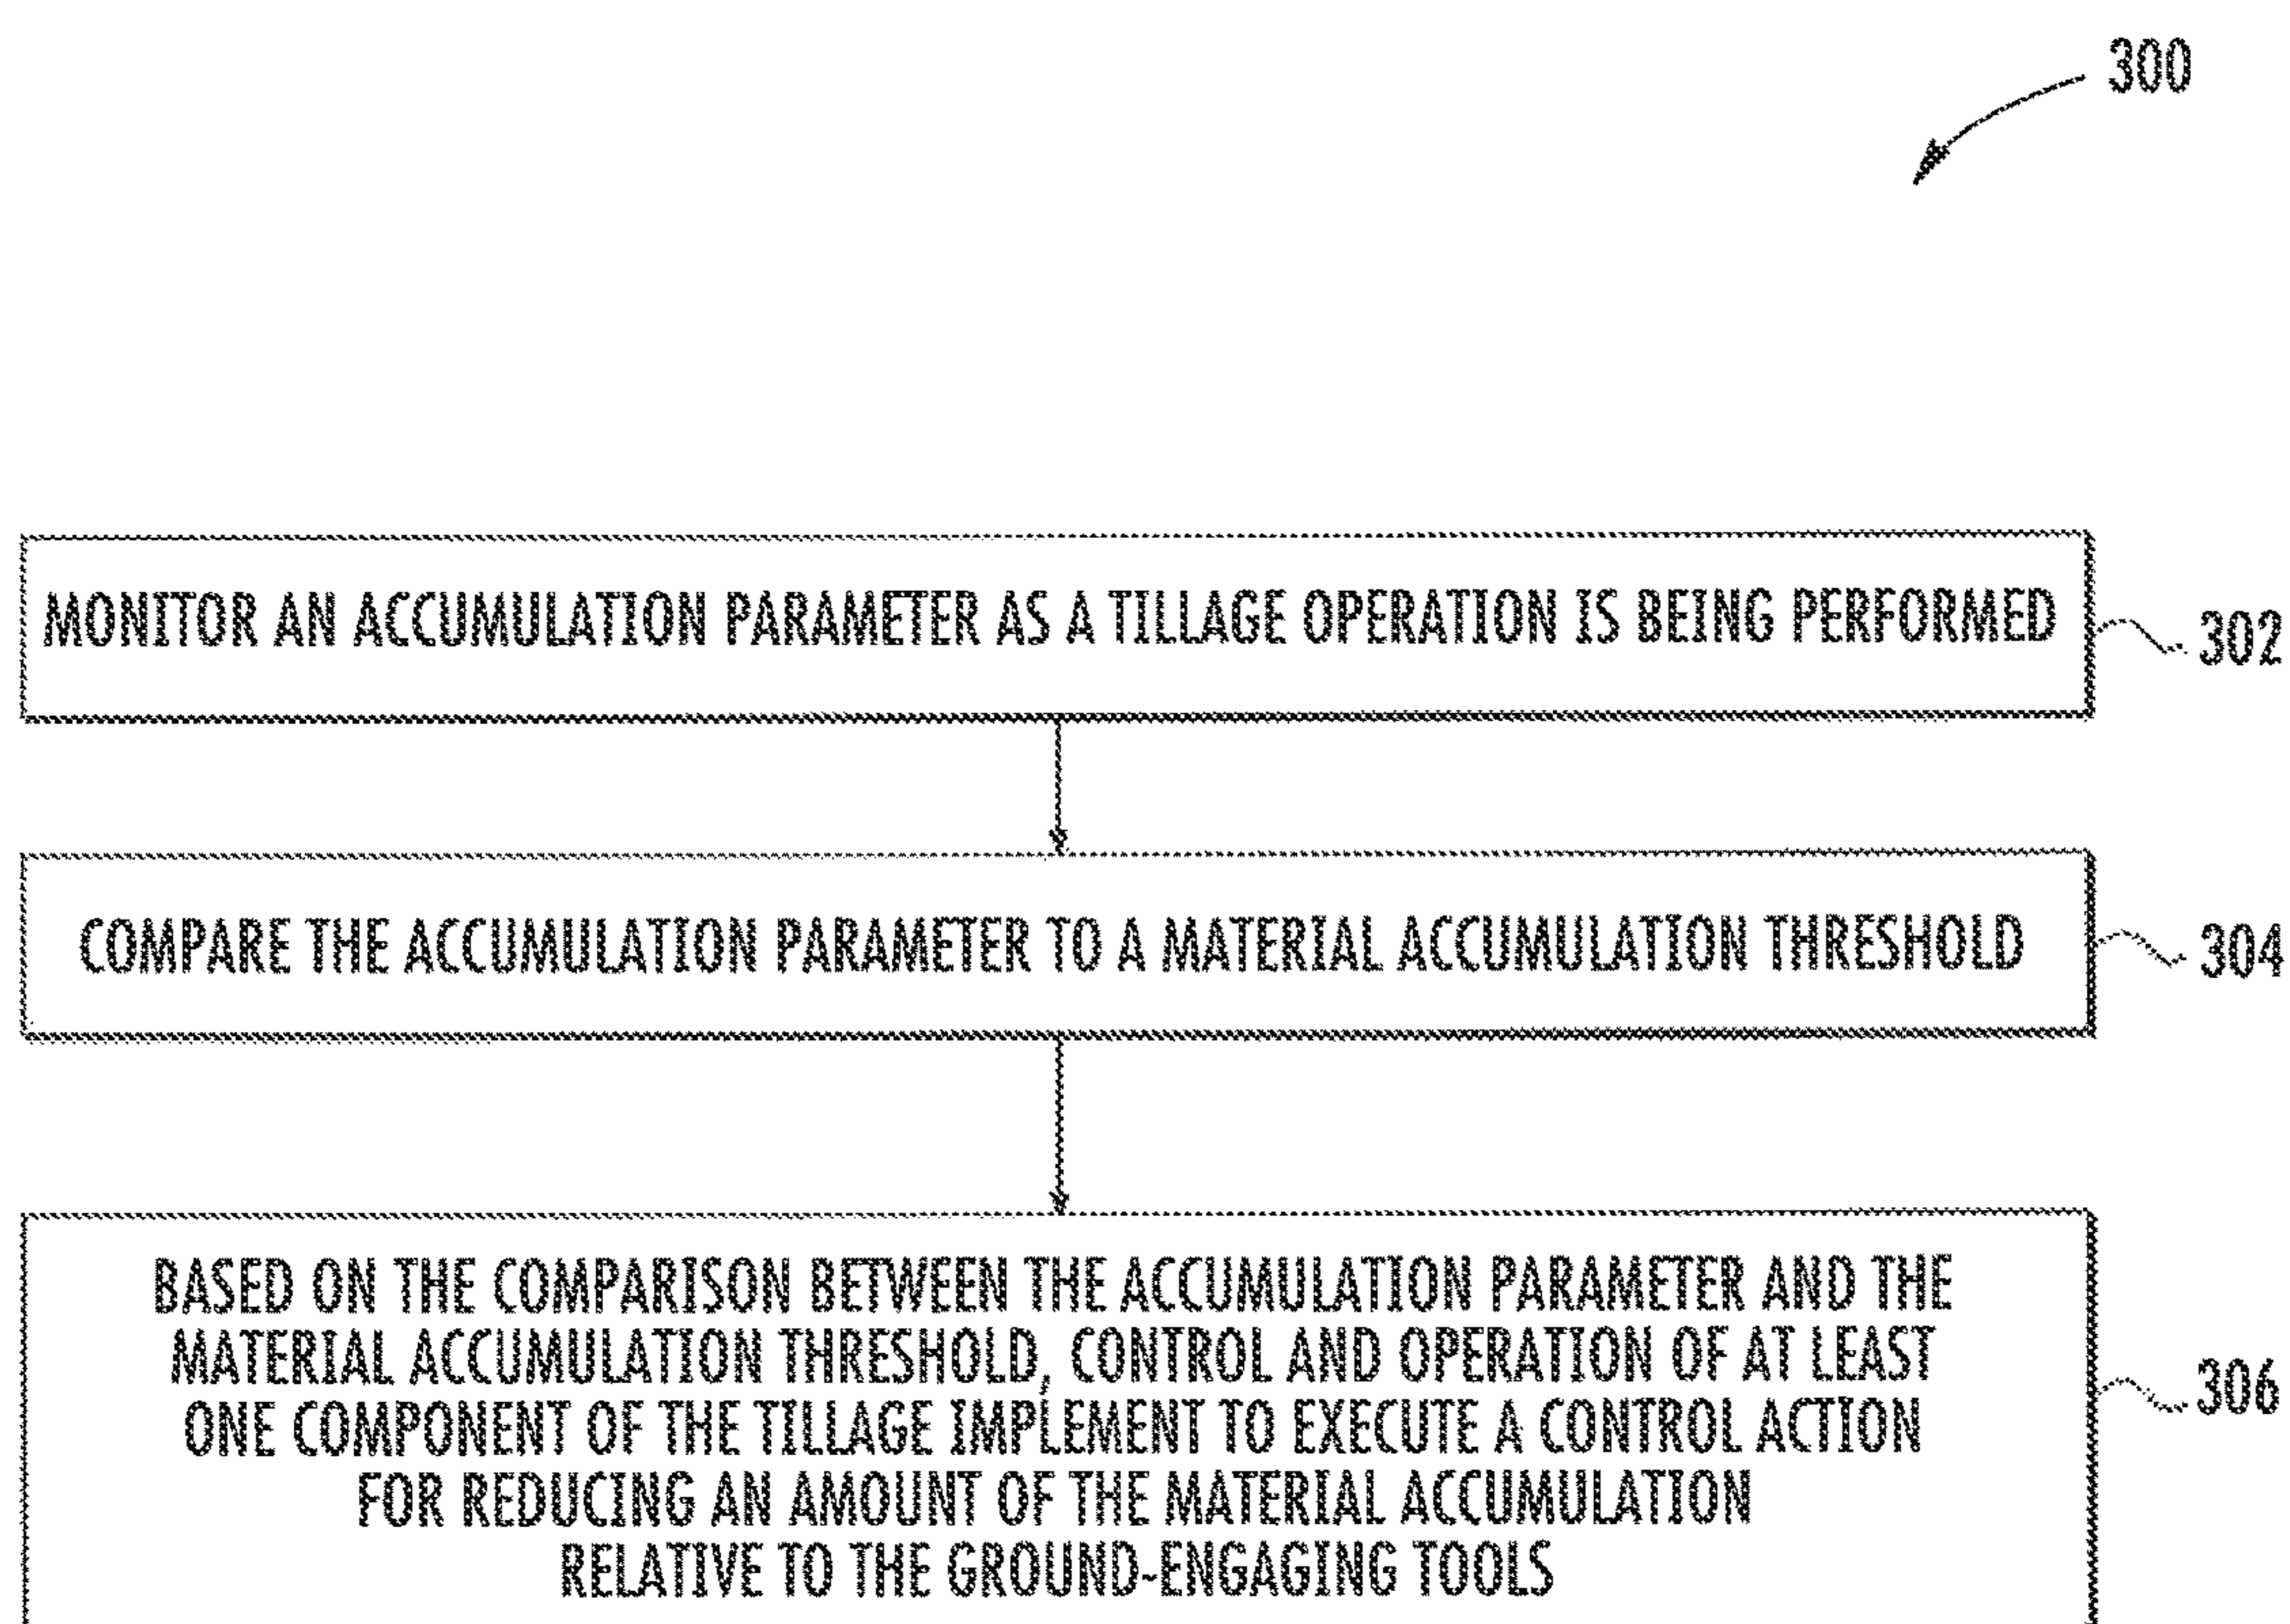 300
MONITOR AN ACCUMULATION PARAMETER AS A TILLAGE OPERATION IS BEING PERFORMED
302
COMPARE THE ACCUMULATION PARAMETER TO A MATERIAL ACCUMULATION THRESHOLD
304
BASED ON THE COMPARISON BETWEEN THE ACCUMULATION PARAMETER AND THE
MATERIAL ACCUMULATION THRESHOLD, CONTROL AND OPERATION OF AT LEAST
ONE COMPONENT OF THE TILLAGE IMPLEMENT TO EXECUTE A CONTROL ACTION
FOR REDUCING AN AMOUNT OF THE MATERIAL ACCUMULATION
RELATIVE TO THE GROUND-ENGAGING TOOLS
306